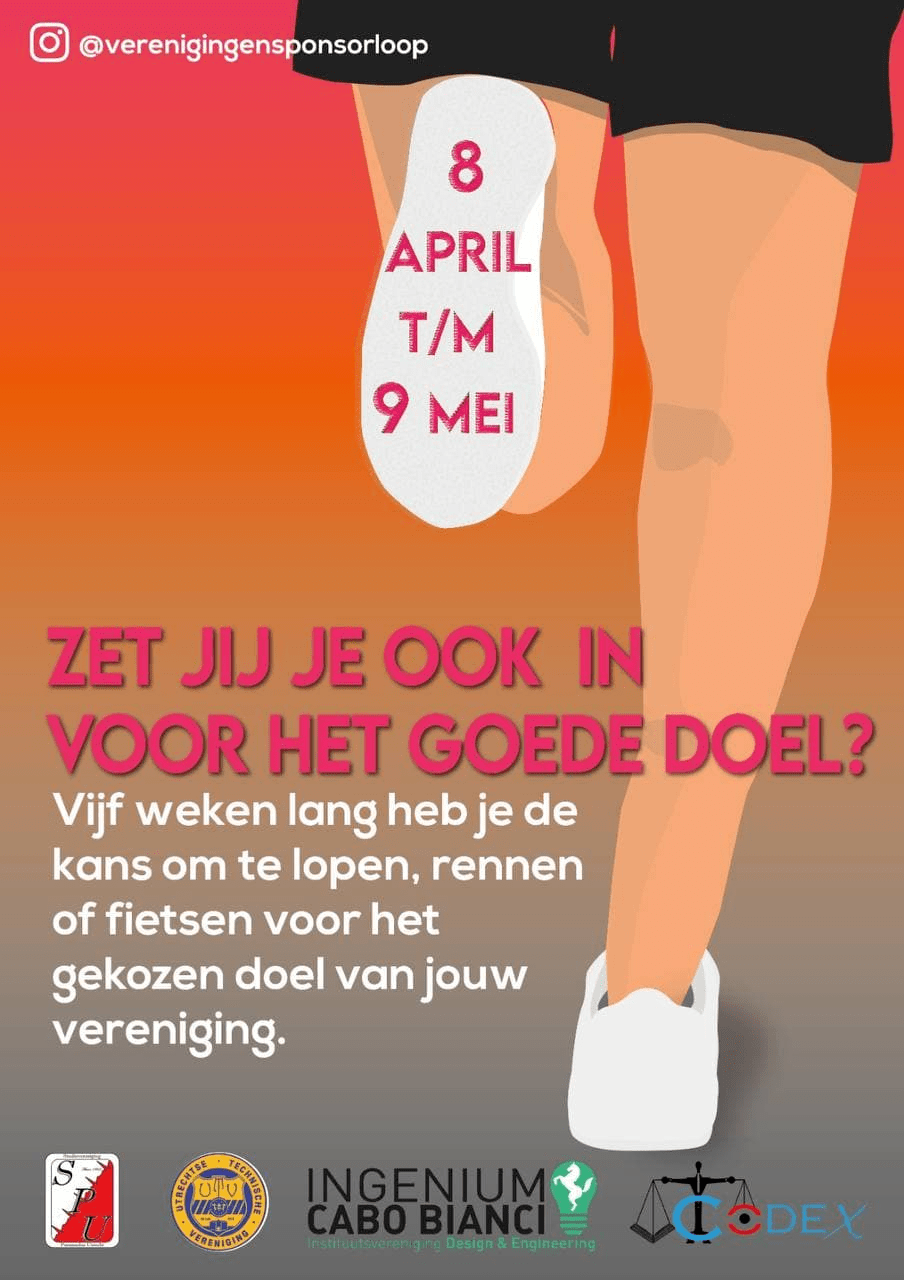 @verenigingensponsorloop
8
APRIL
T/M
9 MEI
ZET JIJ JE OOK IN
VOOR HET GOEDE DOEL?
Vijf weken lang heb je de
kans om te lopen, rennen
of fietsen voor het
gekozen doel van jouw
vereniging.
Studievereniging
SPU
UTRECHTSE TECHNISCHE
UTV
VERENIGING
INGENIUM
CABO BIANCI
Instituutsvereniging Design & Engineering
CODEX